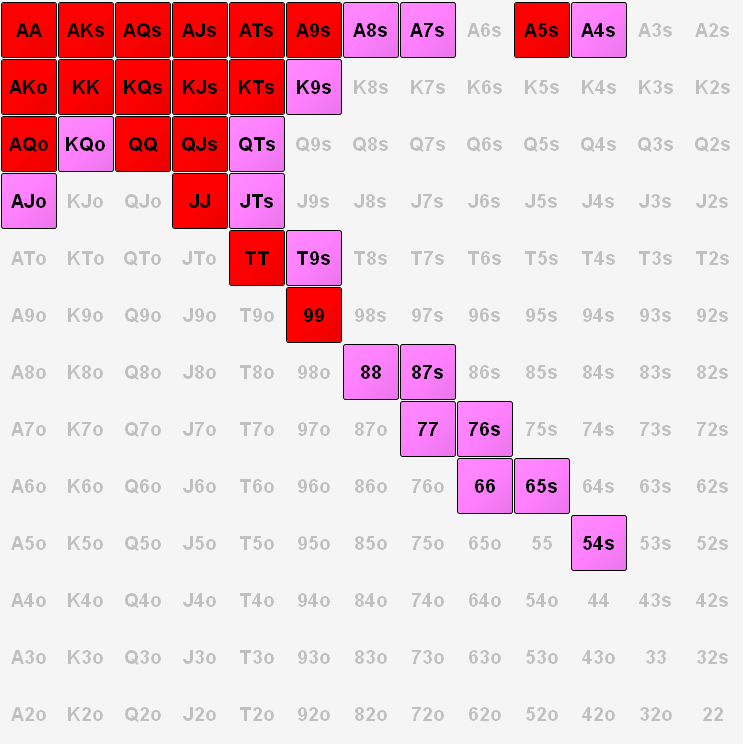 AA AKs AQs AJs ATs A9s A8s A7s A6s A5s A4s A3s A2s
AKo KK KQs KJs KTs K9s K8s K7s K6s K5s K4s K3s K2s
AQo KQo QQ QJs QTs Q9s Q8s Q7s Q6s Q5s Q4s Q3s Q2s
AJo KJo QJo JJ JTs J9s J8s J7s J6s J5s J4s J3s J2s
ATo KTo QTo JTo TT T9s T8s T7s T6s T5s T4s T3s T2s
A9o K9o Q9o J9o T9o 99 98s 97s 96s 95s 94s 93s 92s
A8o K8o Q8o J8o T8o 98o 88 87s 86s 85s 84s 83s 82s
A7o K7o Q7o J7o T7o 97o 87o 77 76s 75s 74s 73s 72s
A6o K6o Q6o J6o T6o 96o 86o 76o 66 65s 64s 63s 62s
A5o K5o Q5o J5o T5o 95o 85o 75o 65o 55 54s 53s 52s
A4o K4o Q4o J4o T4o 94o 84o 74o 64o 54o 44 43s 42s
A3o K3o Q3o J3o T3o 93o 83o 73o 63o 53o 43o 33 32s
A2o K2o Q2o J2o T2o 92o 82o 72o 62o 52o 42o 32o 22